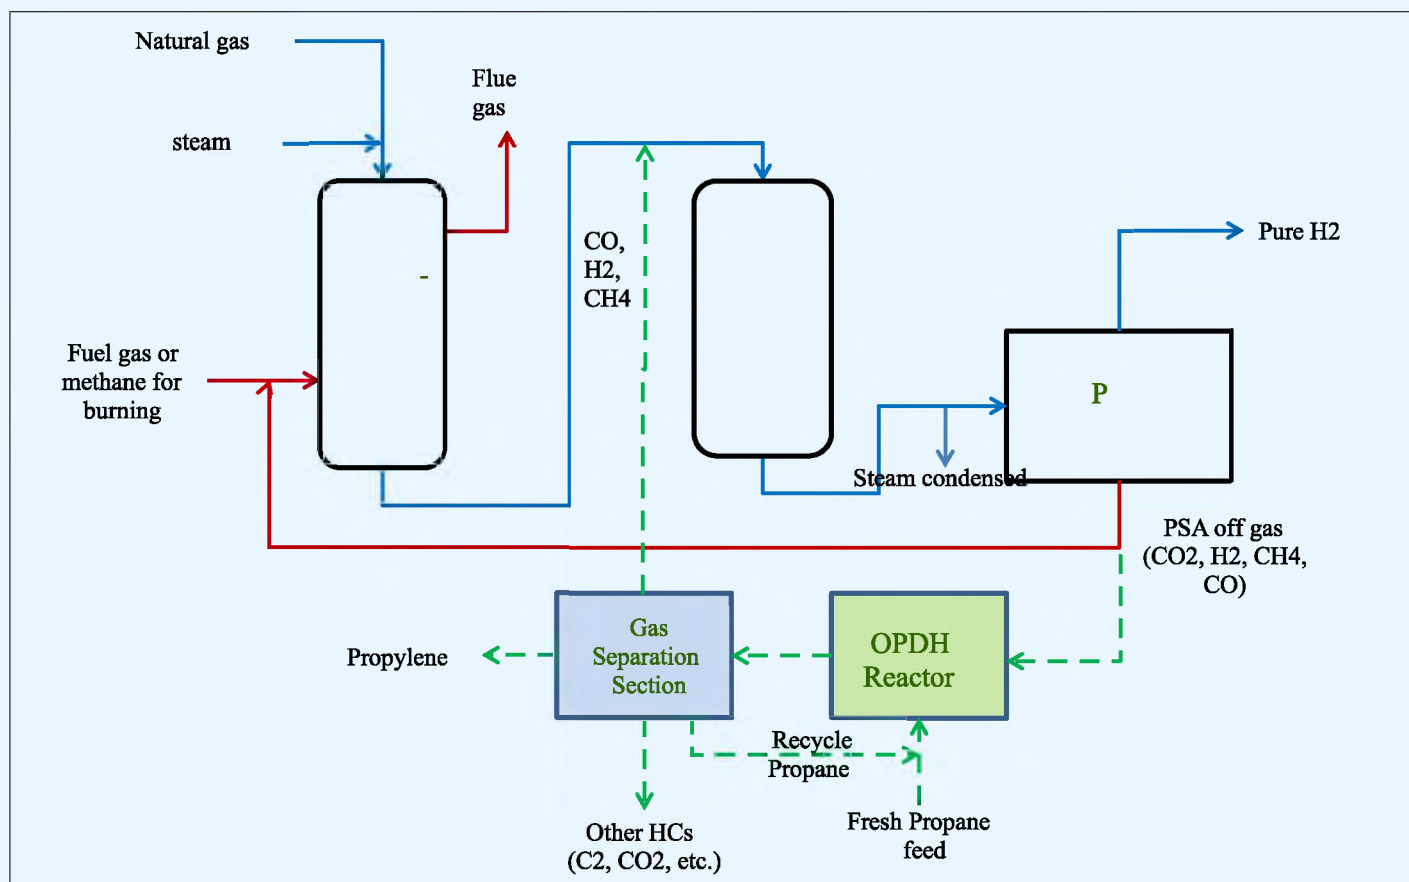 Natural gas
Flue
gas
steam
CO,
H2,
CH4
Pure H2
Fuel gas or
methane for
burning
P
Steam condensed
PSA off gas
(CO2, H2, CH4,
CO)
Gas
Separation
Section
OPDH
Reactor
Propylene
Recycle
Propane
Other HCs
(C2, CO2, etc.)
Fresh Propane
feed